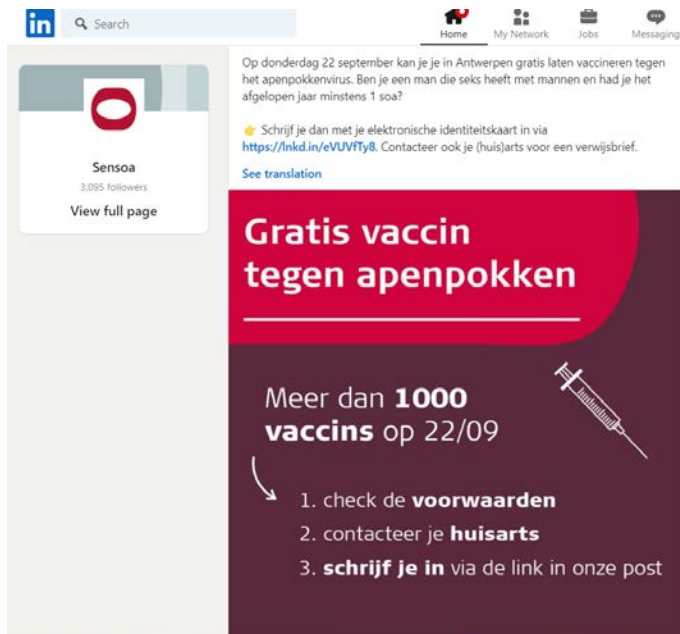 in
Search
Home
My Network
Jobs
Messaging
Sensoa
3,095 followers
View full page
Op donderdag 22 september kan je je in Antwerpen gratis laten vaccineren tegen
het apenpokkenvirus. Ben je een man die seks heeft met mannen en had je het
afgelopen jaar minstens 1 soa?
👉 Schrijf je dan met je elektronische identiteitskaart in via
https://lnkd.in/eVUVfTy8. Contacteer ook je (huis)arts voor een verwijsbrief.
See translation
Gratis vaccin
tegen apenpokken
Meer dan 1000
vaccins op 22/09
1. check de voorwaarden
2. contacteer je huisarts
3. schrijf je in via de link in onze post